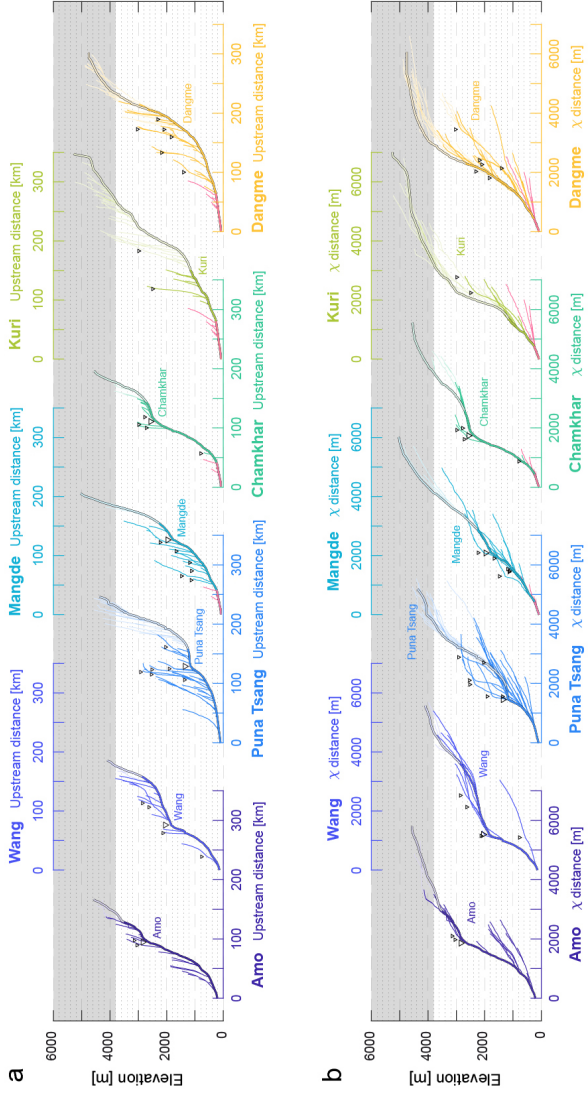 a
Wang Upstream distance [km]
Mangde Upstream distance [km]
Kuri Upstream distance [km]
0 100 200 300
0 100 200 300
0 100 200 300
6000
4000
2000
0
Elevation [m]
Amo
Wang
Puna Tsang
Mangde
Chamkhar
Kuri
Dangme
0 100 200 300
0 100 200 300
0 100 200 300
0 100 200 300
Amo Upstream distance [km]
Puna Tsang Upstream distance [km]
Chamkhar Upstream distance [km]
Dangme Upstream distance [km]
b
Wang χ distance [m]
Mangde χ distance [m]
Kuri χ distance [m]
0 2000 4000 6000
0 2000 4000 6000
0 2000 4000 6000
6000
4000
2000
0
Elevation [m]
Amo
Wang
Puna Tsang
Mangde
Chamkhar
Kuri
Dangme
0 2000 4000 6000
0 2000 4000 6000
0 2000 4000 6000
0 2000 4000 6000
Amo χ distance [m]
Puna Tsang χ distance [m]
Chamkhar χ distance [m]
Dangme χ distance [m]